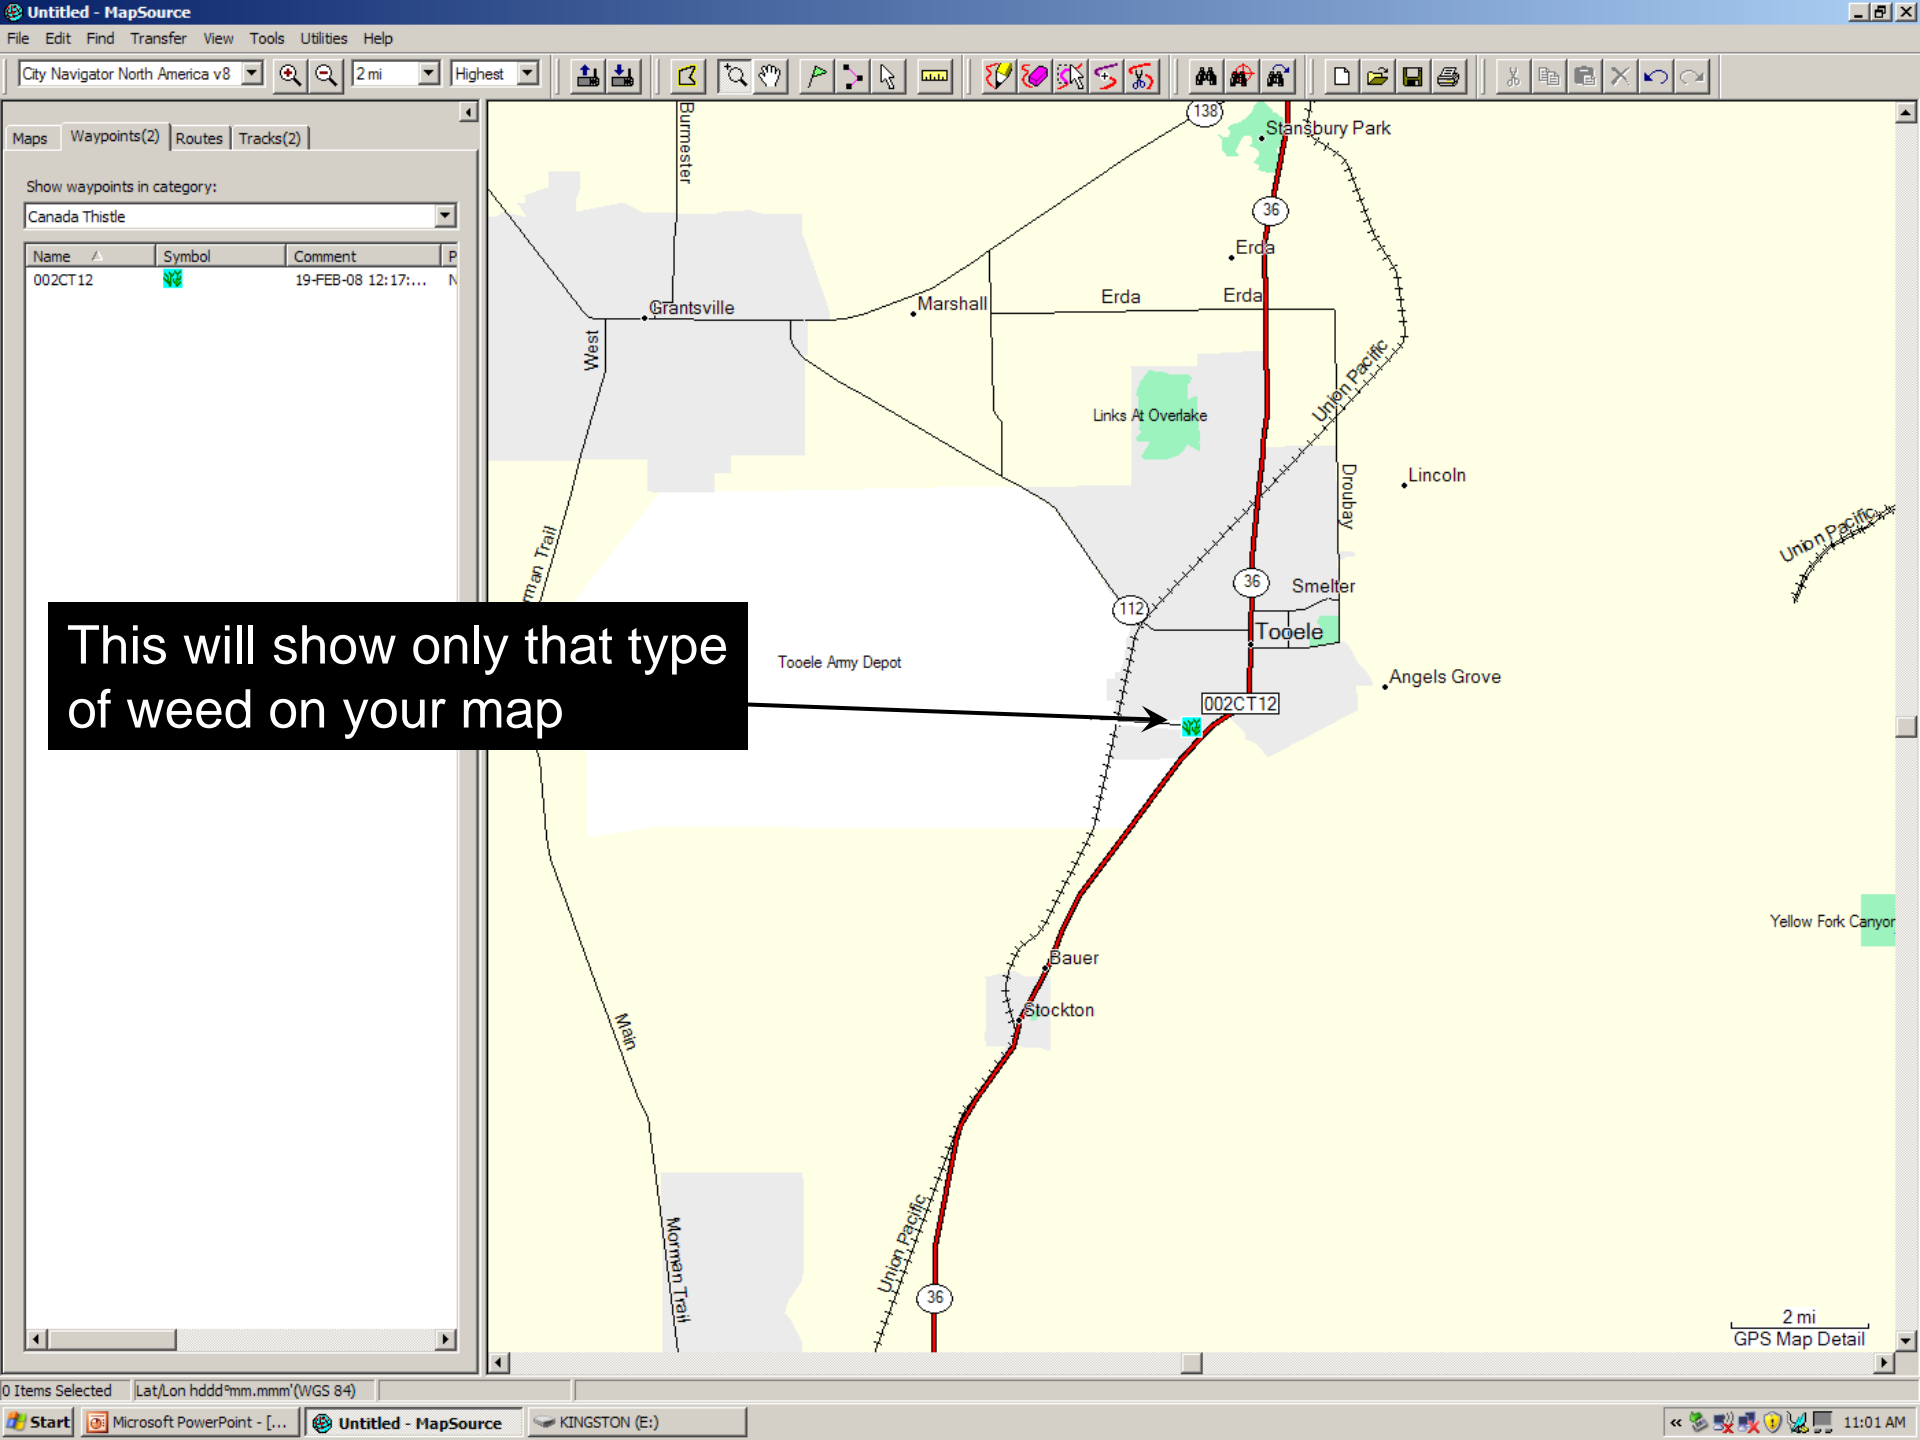 Untitled - MapSource
File Edit Find Transfer View Tools Utilities Help
City Navigator North America v8 2 mi Highest
Maps Waypoints(2) Routes Tracks(2)
Show waypoints in category:
Canada Thistle
Name Symbol Comment P
002CT12 19-FEB-08 12:17:... N
Burmester
138
Stansbury Park
36
Erda
Grantsville
Marshall
Erda
Erda
West
Union Pacific
Links At Overlake
Lincoln
Droubay
Union Pacific
rman Trail
36
Smelter
112
Tooele
This will show only that type
of weed on your map
Tooele Army Depot
Angels Grove
002CT12
Yellow Fork Canyon
Bauer
Stockton
Main
Union Pacific
Morman Trail
36
2 mi
GPS Map Detail
0 Items Selected Lat/Lon hddd°mm.mmm'(WGS 84)
Start Microsoft PowerPoint - [... Untitled - MapSource KINGSTON (E:) « 11:01 AM